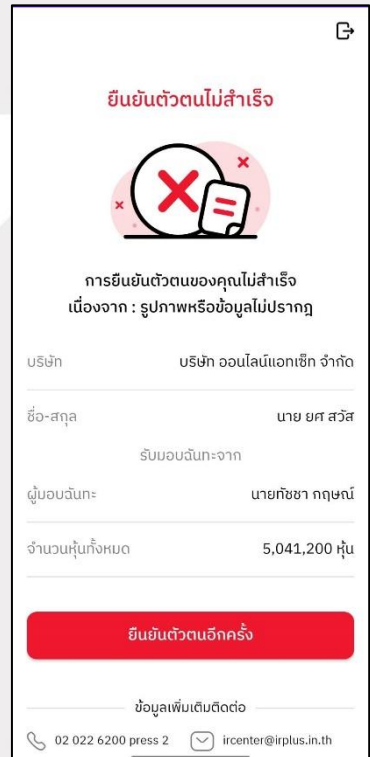 ยืนยันตัวตนไม่สำเร็จ
การยืนยันตัวตนของคุณไม่สำเร็จ
เนื่องจาก : รูปภาพหรือข้อมูลไม่ปรากฎ
บริษัท บริษัท ออนไลน์แอทเซ็ท จำกัด
ชื่อ-สกุล นาย ยศ สวัส
รับมอบฉันทะจาก
ผู้มอบฉันทะ นายทัชชา กฤษณ์
จำนวนหุ้นทั้งหมด 5,041,200 หุ้น
ยืนยันตัวตนอีกครั้ง
ข้อมูลเพิ่มเติมติดต่อ
02 022 6200 press 2 ircenter@irplus.in.th